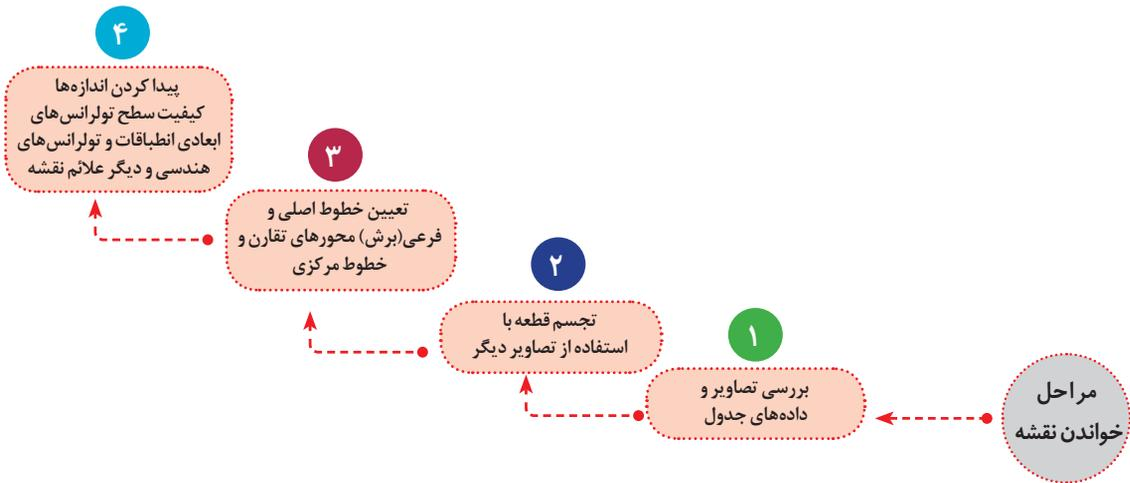 مراحل
خواندن نقشه
۱
بررسی تصاویر و
داده‌های جدول
۲
تجسم قطعه با
استفاده از تصاویر دیگر
۳
تعیین خطوط اصلی و
فرعی(برش) محورهای تقارن و
خطوط مرکزی
۴
پیدا کردن اندازه‌ها
کیفیت سطح تولرانس‌های
ابعادی انطباقات و تولرانس‌های
هندسی و دیگر علائم نقشه